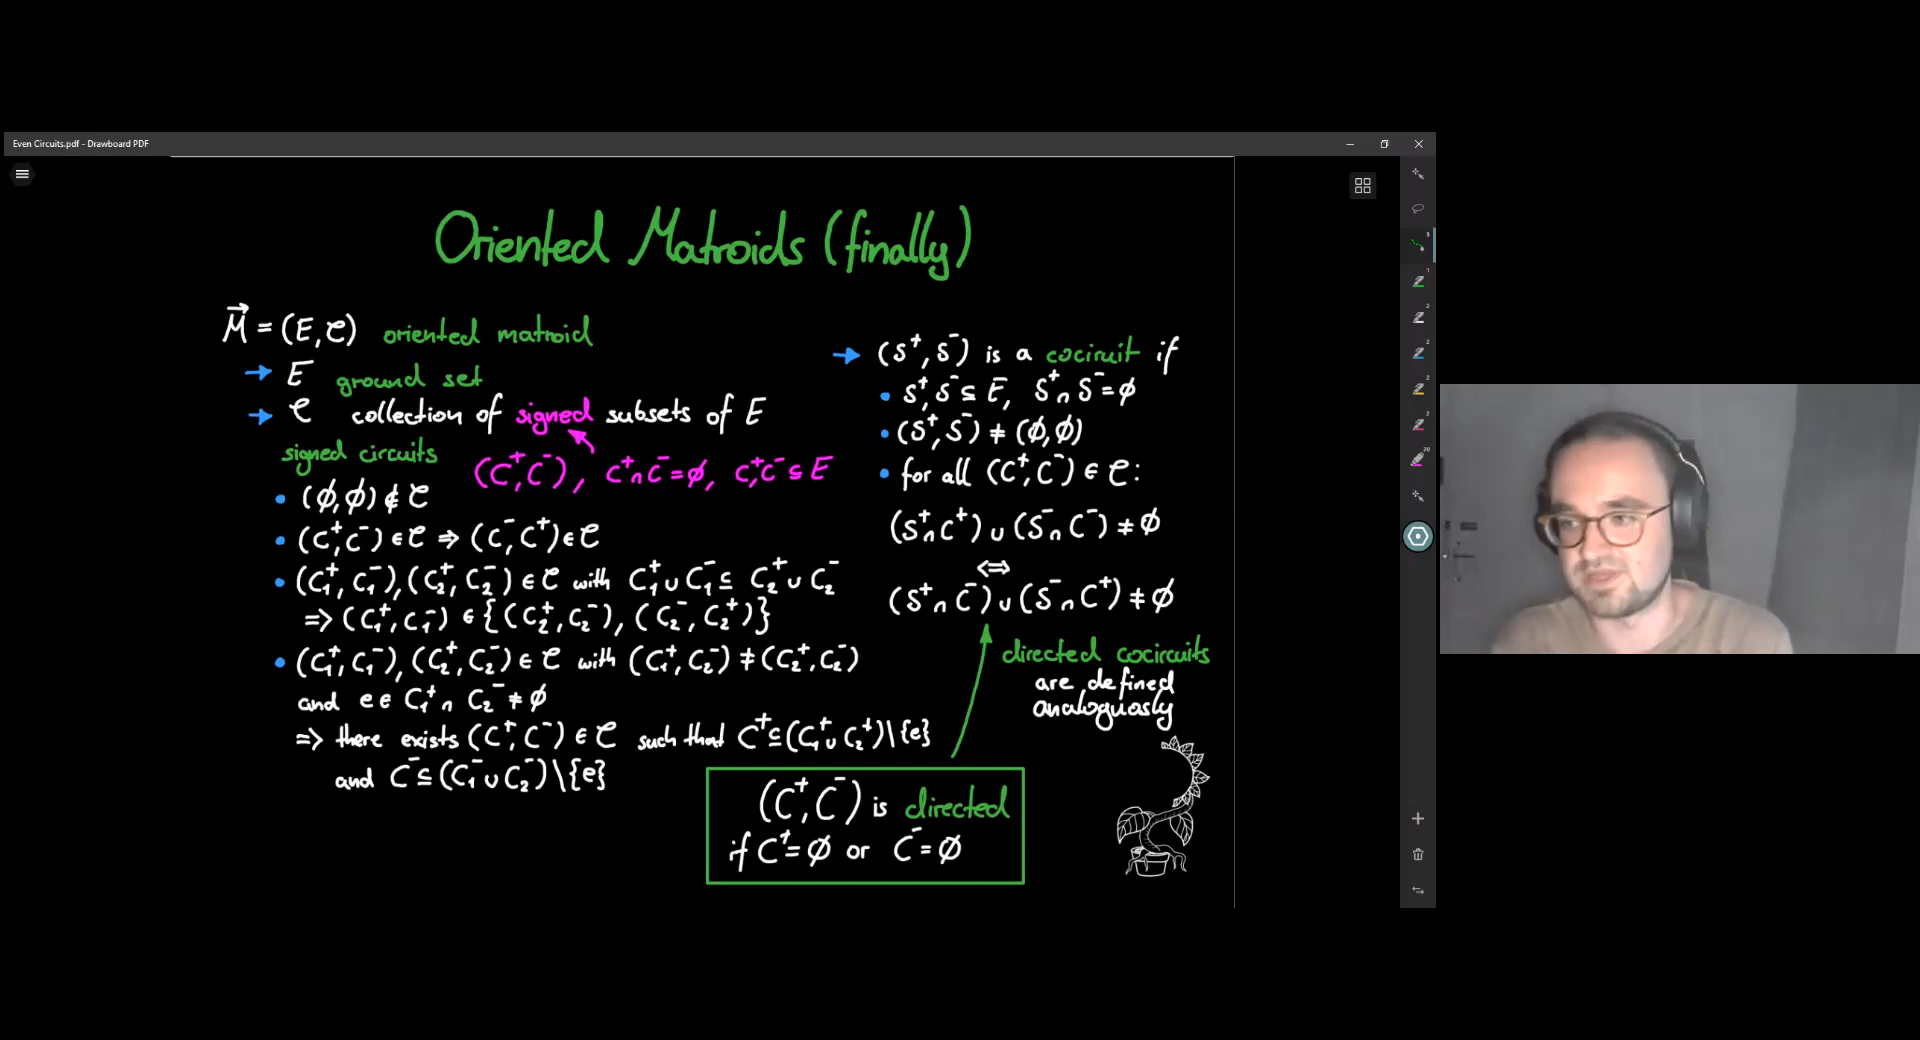 Even Circuits.pdf - Drawboard PDF
Oriented Matroids (finally)
M⃗ = (E, 𝒞) oriented matroid
→ E ground set
→ 𝒞 collection of signed subsets of E
signed circuits
(C⁺, C⁻), C⁺∩C⁻=∅, C⁺,C⁻⊆E
• (∅,∅) ∉ 𝒞
• (C⁺,C⁻) ∈ 𝒞 ⇒ (C⁻,C⁺) ∈ 𝒞
• (C₁⁺,C₁⁻),(C₂⁺,C₂⁻) ∈ 𝒞 with C₁⁺∪C₁⁻ ⊆ C₂⁺∪C₂⁻
⇒ (C₁⁺,C₁⁻) ∈ {(C₂⁺,C₂⁻),(C₂⁻,C₂⁺)}
• (C₁⁺,C₁⁻),(C₂⁺,C₂⁻) ∈ 𝒞 with (C₁⁺,C₂⁻) ≠ (C₂⁺,C₂⁻)
and e∈ C₁⁺∩ C₂⁻ ≠ ∅
⇒ there exists (C⁺,C⁻) ∈ 𝒞 such that C⁺⊆(C₁⁺∪C₂⁺)\{e}
and C⁻⊆(C₁⁻∪C₂⁻)\{e}
→ (S⁺,S⁻) is a cociruit if
• S⁺,S⁻⊆E, S⁺∩S⁻=∅
• (S⁺,S⁻) ≠ (∅,∅)
• for all (C⁺,C⁻) ∈ 𝒞:
(S⁺∩C⁺)∪(S⁻∩C⁻) ≠ ∅
⇔
(S⁺∩C⁻)∪(S⁻∩C⁺) ≠ ∅
directed cocircuits
are defined
analoguosly
(C⁺,C⁻) is directed
if C⁺=∅ or C⁻=∅